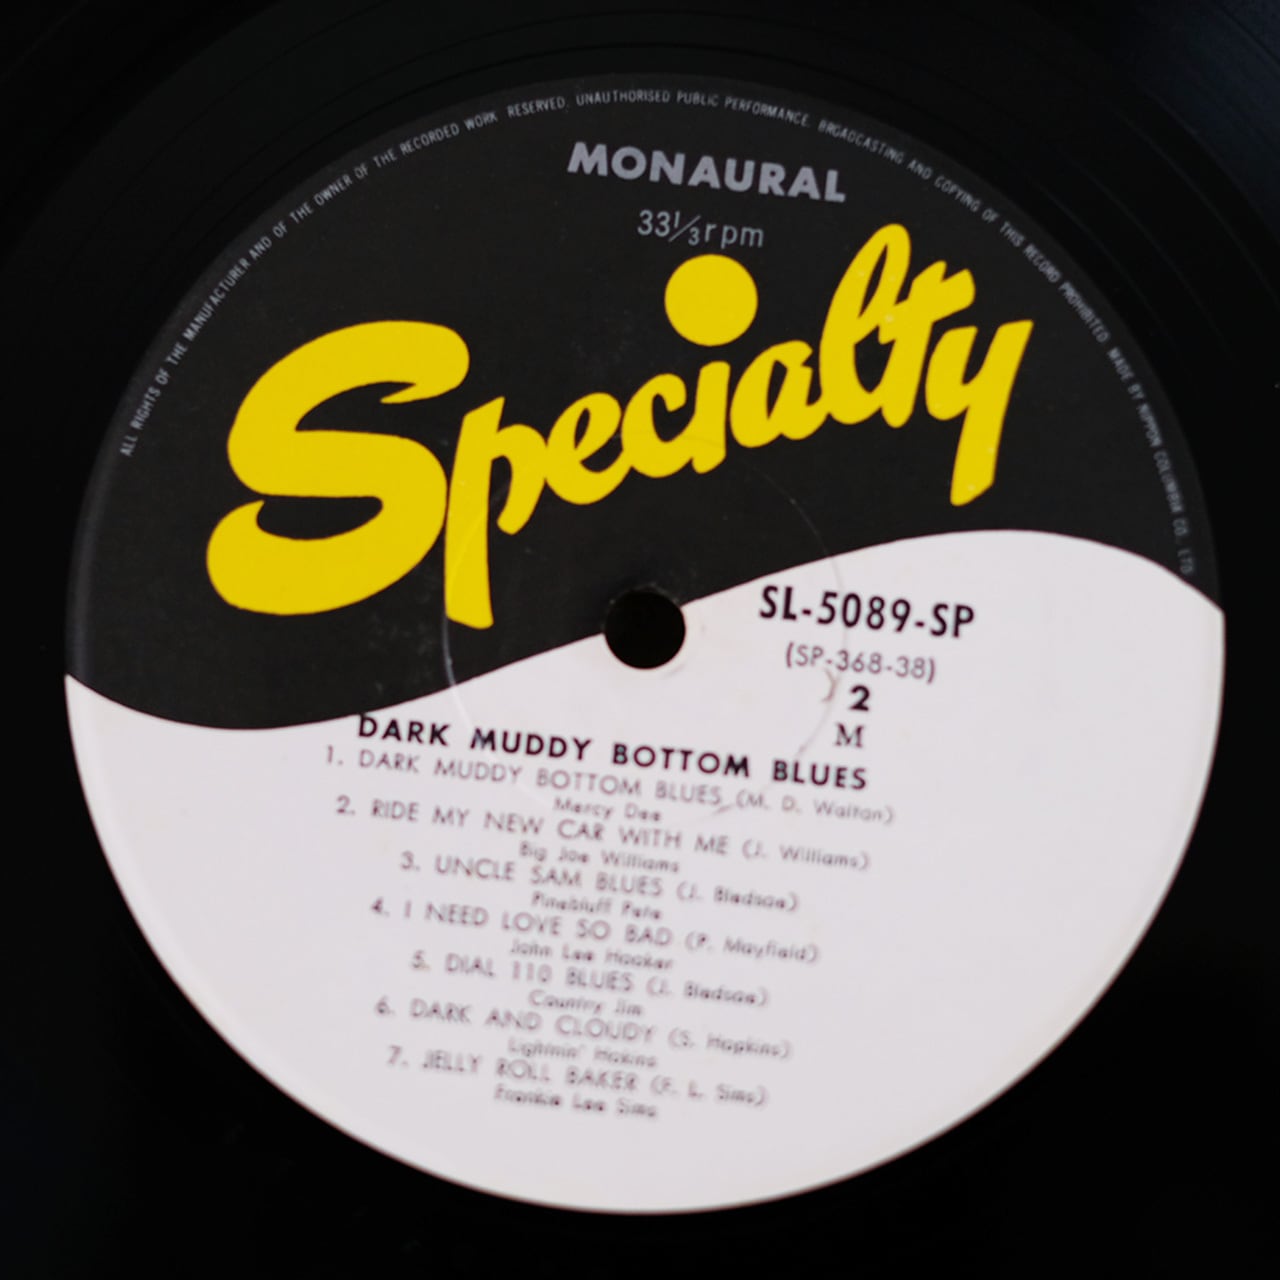 ALL RIGHTS OF THE MANUFACTURER AND OF THE OWNER OF THE RECORDED WORK RESERVED. UNAUTHORISED PUBLIC PERFORMANCE. BROADCASTING AND COPYING OF THIS RECORD PROHIBITED. MADE BY NIPPON COLUMBIA CO. LTD
MONAURAL
33⅓rpm
Specialty
SL-5089-SP
(SP-368-38)
2
M
DARK MUDDY BOTTOM BLUES
1. DARK MUDDY BOTTOM BLUES (M. D. Walton)
Mercy Dee
2. RIDE MY NEW CAR WITH ME (J. Williams)
Big Joe Williams
3. UNCLE SAM BLUES (J. Bledsoe)
Pinebluff Pete
4. I NEED LOVE SO BAD (P. Mayfield)
John Lee Hooker
5. DIAL 110 BLUES (J. Bledsoe)
Country Jim
6. DARK AND CLOUDY (S. Hopkins)
Lightnin'
7. JELLY ROLL BAKER (F. L. Sims)
Frankie Lee Sims